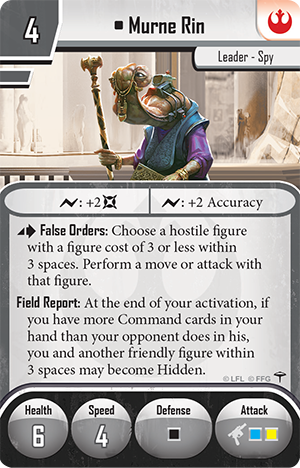 4
Murne Rin
Leader - Spy
: +2
: +2 Accuracy
False Orders: Choose a hostile figure
with a figure cost of 3 or less within
3 spaces. Perform a move or attack with
that figure.
Field Report: At the end of your activation, if
you have more Command cards in your
hand than your opponent does in his,
you and another friendly figure within
3 spaces may become Hidden.
© LFL © FFG
Health Speed Defense Attack
6 4